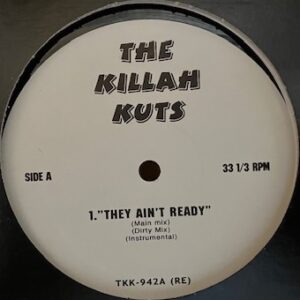 THE
KILLAH
KUTS
SIDE A
33 1/3 RPM
1."THEY AIN'T READY"
(Main mix)
(Dirty Mix)
(Instrumental)
TKK-942A (RE)